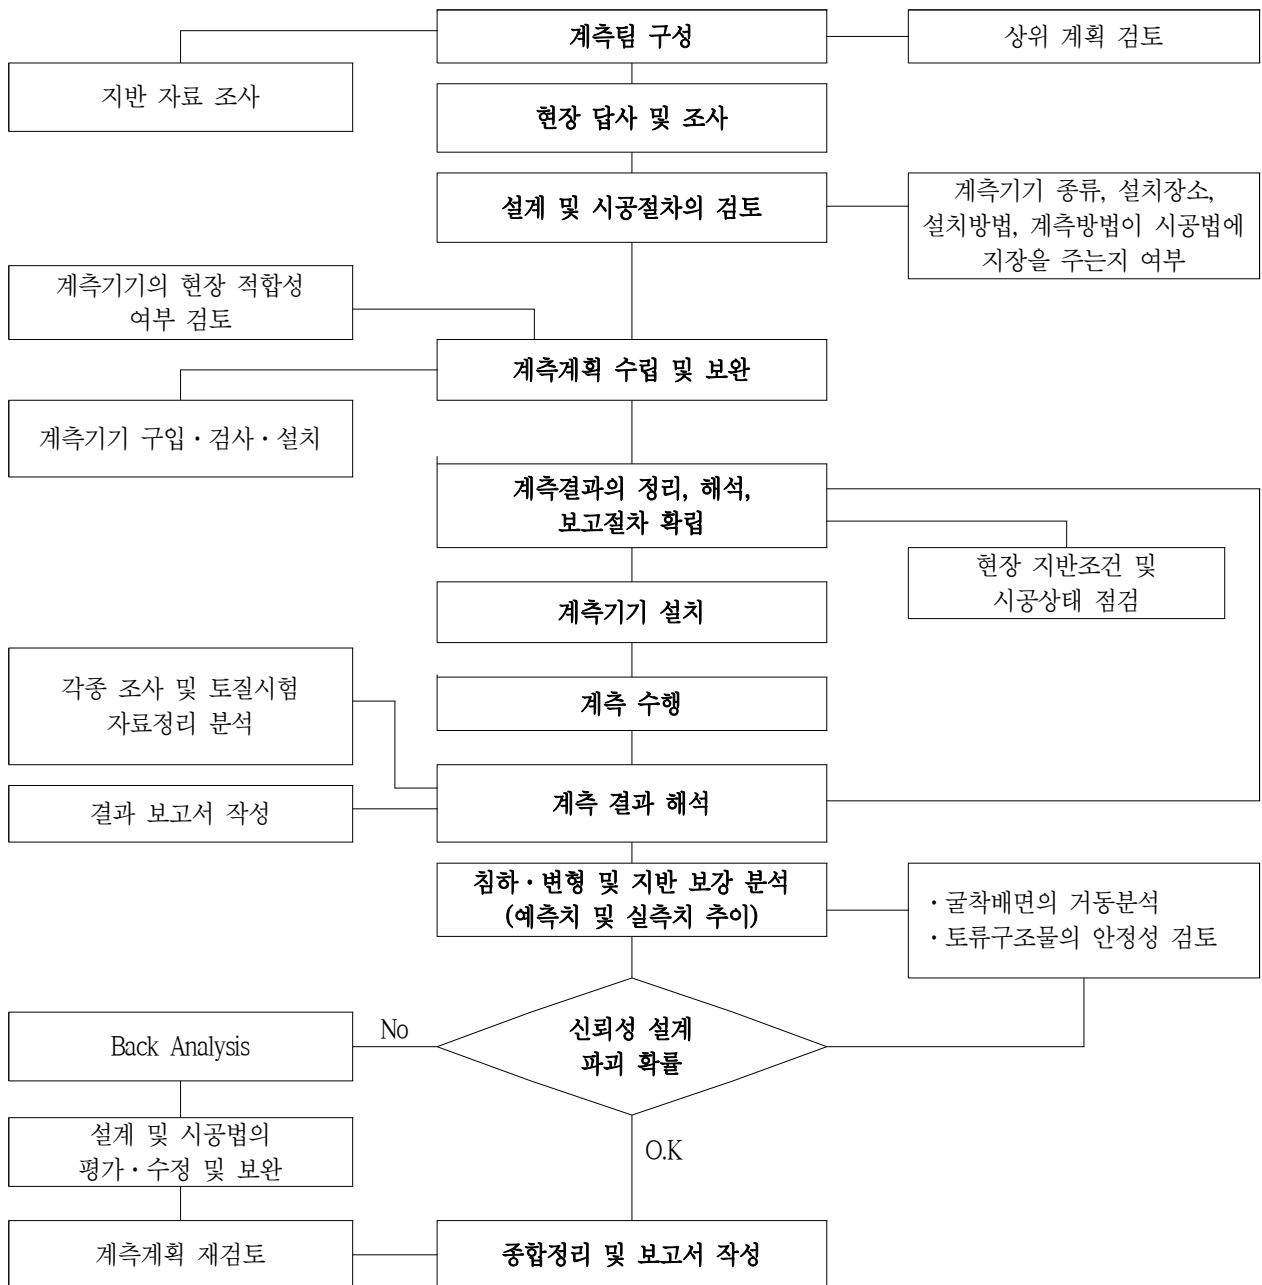 계측팀 구성
상위 계획 검토
지반 자료 조사
현장 답사 및 조사
설계 및 시공절차의 검토
계측기기 종류, 설치장소,
설치방법, 계측방법이 시공법에
지장을 주는지 여부
계측기기의 현장 적합성
여부 검토
계측계획 수립 및 보완
계측기기 구입・검사・설치
계측결과의 정리, 해석,
보고절차 확립
현장 지반조건 및
시공상태 점검
계측기기 설치
각종 조사 및 토질시험
자료정리 분석
계측 수행
계측 결과 해석
결과 보고서 작성
침하・변형 및 지반 보강 분석
(예측치 및 실측치 추이)
・굴착배면의 거동분석
・토류구조물의 안정성 검토
신뢰성 설계
파괴 확률
No
Back Analysis
설계 및 시공법의
평가・수정 및 보완
O.K
계측계획 재검토
종합정리 및 보고서 작성